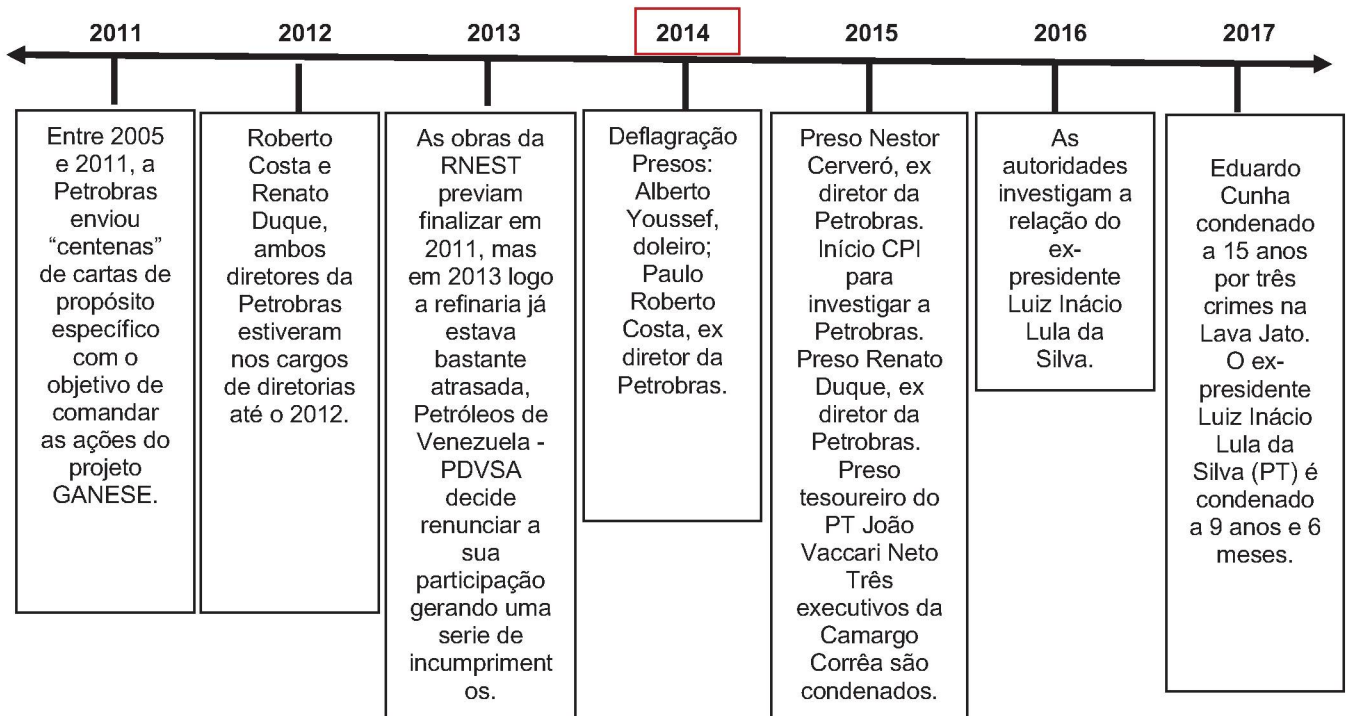 2011
2012
2013
2014
2015
2016
2017
Entre 2005
e 2011, a
Petrobras
enviou
“centenas”
de cartas de
propósito
específico
com o
objetivo de
comandar
as ações do
projeto
GANESE.
Roberto
Costa e
Renato
Duque,
ambos
diretores da
Petrobras
estiveram
nos cargos
de diretorias
até o 2012.
As obras da
RNEST
previam
finalizar em
2011, mas
em 2013 logo
a refinaria já
estava
bastante
atrasada,
Petróleos de
Venezuela -
PDVSA
decide
renunciar a
sua
participação
gerando uma
serie de
incumpriment
os.
Deflagração
Presos:
Alberto
Youssef,
doleiro;
Paulo
Roberto
Costa, ex
diretor da
Petrobras.
Preso Nestor
Cerveró, ex
diretor da
Petrobras.
Início CPI
para
investigar a
Petrobras.
Preso Renato
Duque, ex
diretor da
Petrobras.
Preso
tesoureiro do
PT João
Vaccari Neto
Três
executivos da
Camargo
Corrêa são
condenados.
As
autoridades
investigam a
relação do
ex-
presidente
Luiz Inácio
Lula da
Silva.
Eduardo
Cunha
condenado
a 15 anos
por três
crimes na
Lava Jato.
O ex-
presidente
Luiz Inácio
Lula da
Silva (PT) é
condenado
a 9 anos e 6
meses.